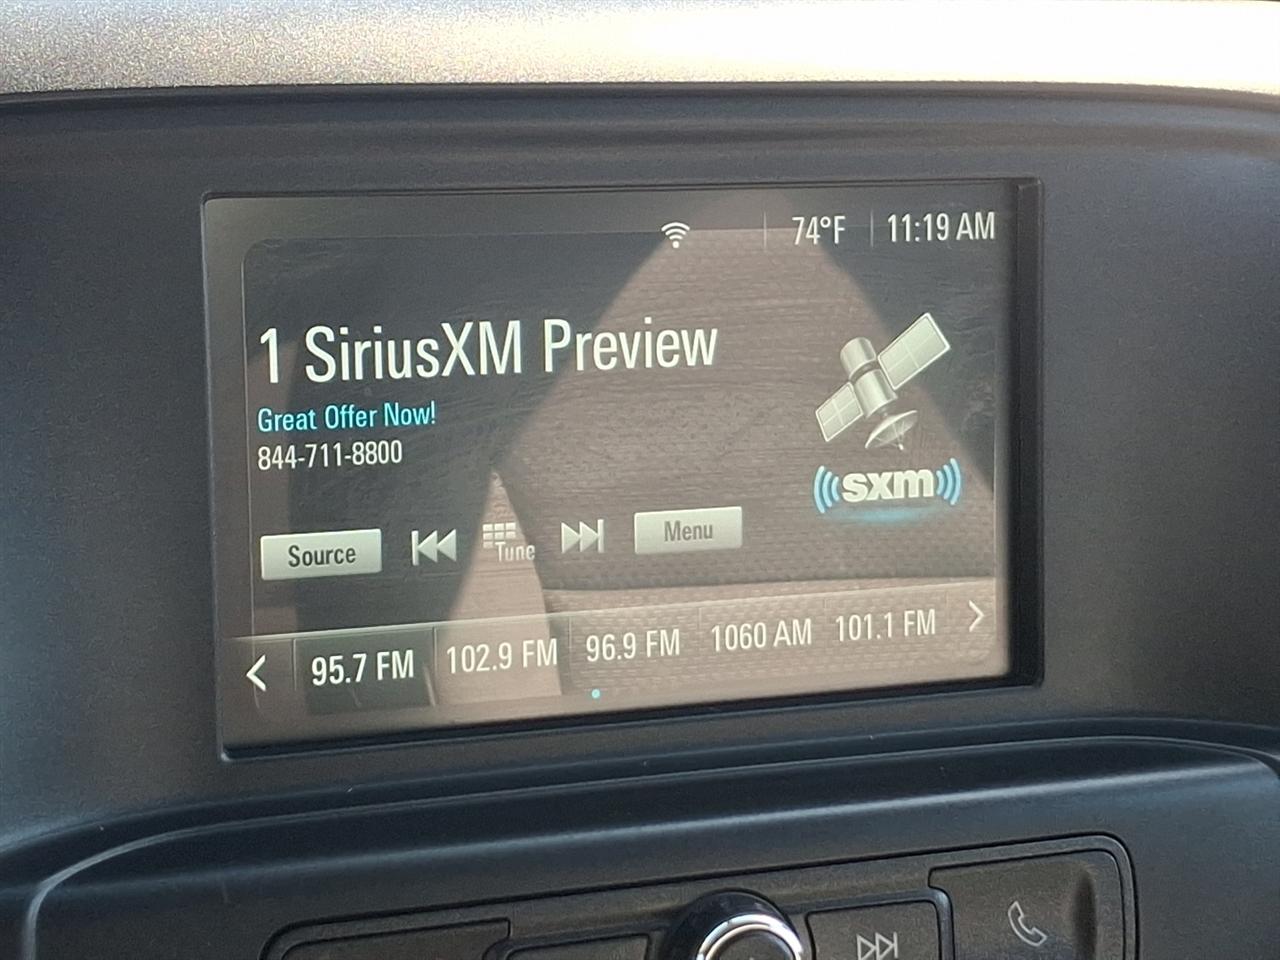 74°F 11:19 AM
1 SiriusXM Preview
Great Offer Now!
844-711-8800
sxm
Source Tune Menu
95.7 FM 102.9 FM 96.9 FM 1060 AM 101.1 FM